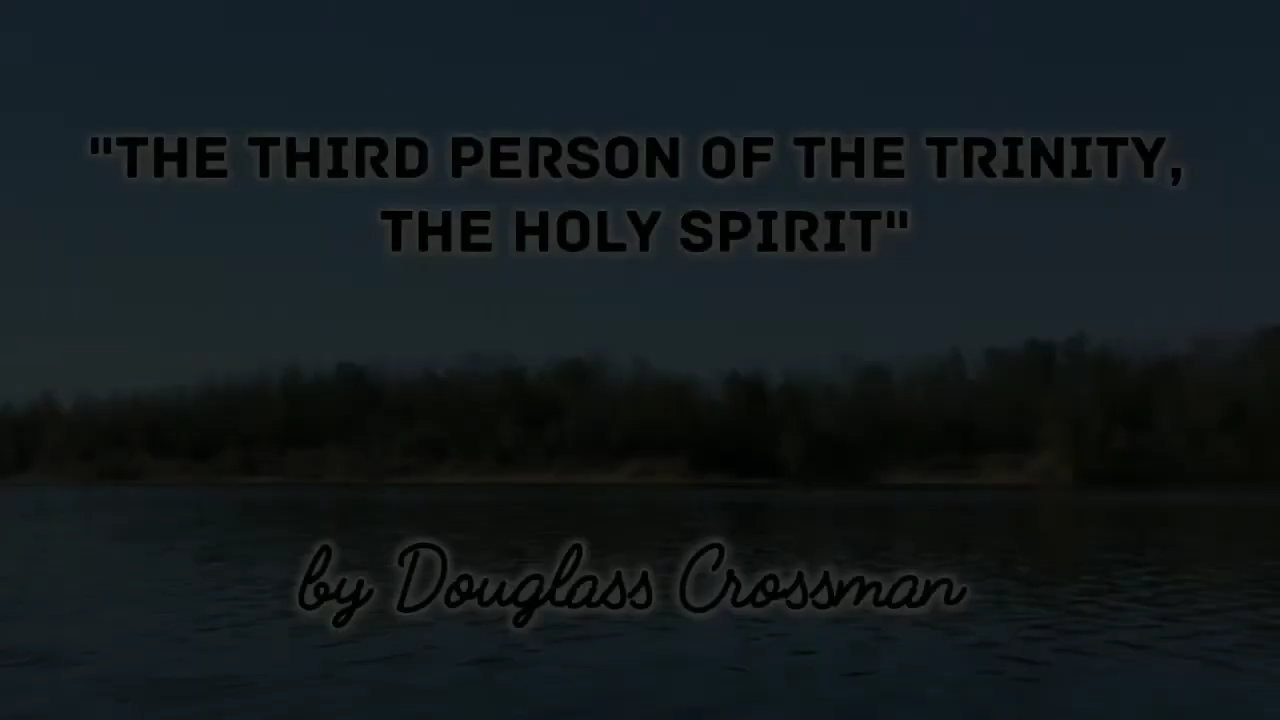 "THE THIRD PERSON OF THE TRINITY,
THE HOLY SPIRIT"
by Douglass Crossman